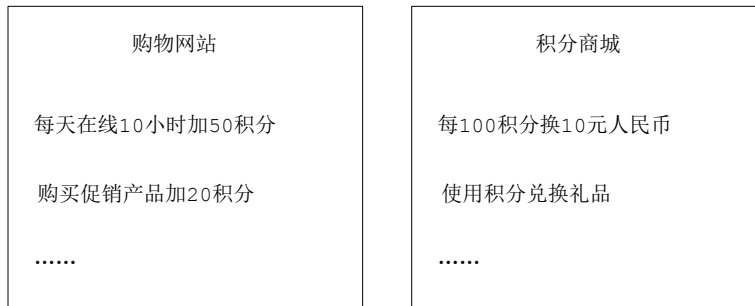 购物网站
每天在线10小时加50积分
购买促销产品加20积分
……
积分商城
每100积分换10元人民币
使用积分兑换礼品
……